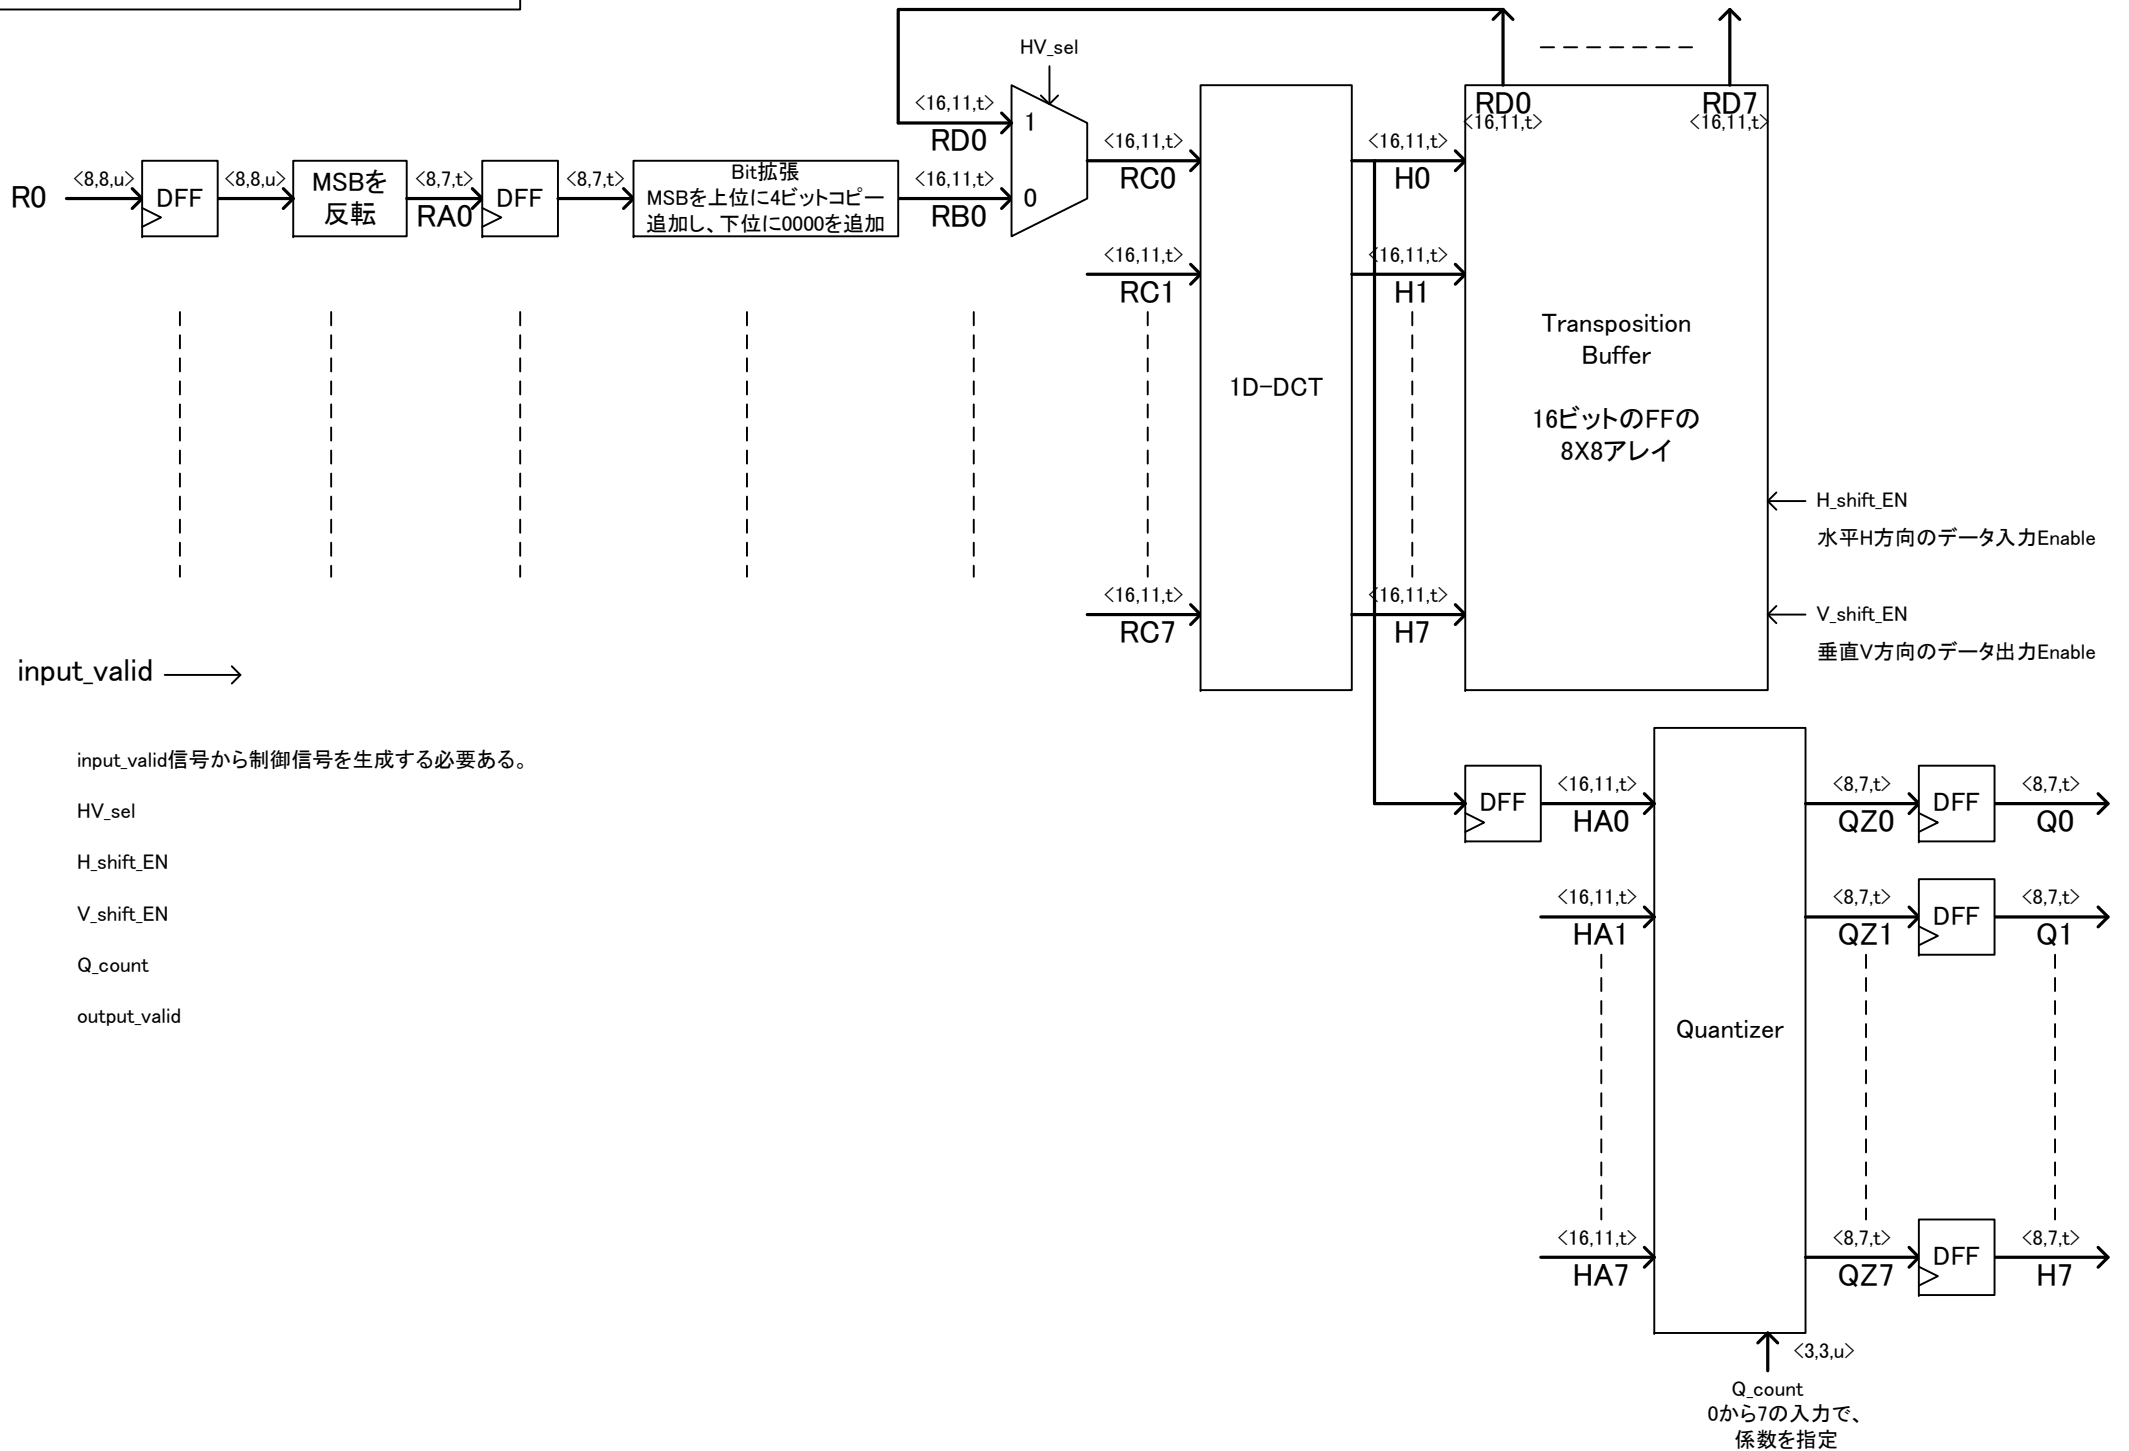 HV_sel
<16,11,t>
RD0
1
RD0
<16,11,t>
RD7
<16,11,t>
R0
<8,8,u>
DFF
<8,8,u>
MSBを
反転
<8,7,t>
RA0
DFF
<8,7,t>
Bit拡張
MSBを上位に4ビットコピー
追加し、下位に0000を追加
<16,11,t>
RB0
0
<16,11,t>
RC0
<16,11,t>
H0
<16,11,t>
RC1
<16,11,t>
H1
1D-DCT
Transposition
Buffer
16ビットのFFの
8X8アレイ
H_shift_EN
水平H方向のデータ入力Enable
<16,11,t>
RC7
<16,11,t>
H7
V_shift_EN
垂直V方向のデータ出力Enable
input_valid
input_valid信号から制御信号を生成する必要ある。
HV_sel
H_shift_EN
V_shift_EN
Q_count
output_valid
DFF
<16,11,t>
HA0
<8,7,t>
QZ0
DFF
<8,7,t>
Q0
<16,11,t>
HA1
<8,7,t>
QZ1
DFF
<8,7,t>
Q1
Quantizer
<16,11,t>
HA7
<8,7,t>
QZ7
DFF
<8,7,t>
H7
<3,3,u>
Q_count
0から7の入力で、
係数を指定